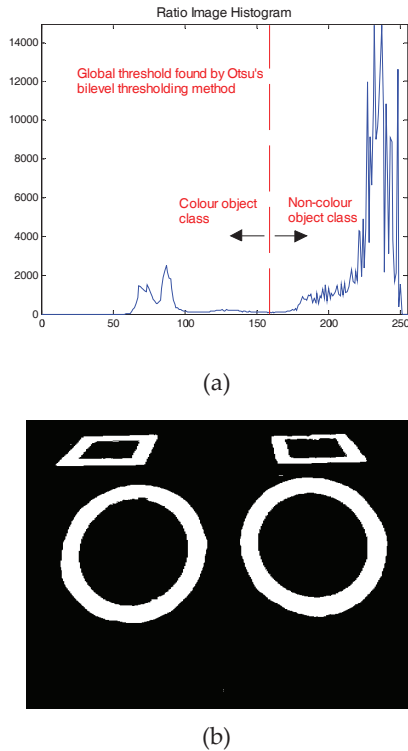 Ratio Image Histogram
14000
12000
10000
8000
6000
4000
2000
0
Global threshold found by Otsu's
bilevel thresholding method
Colour object
class
Non-colour
object class
0 50 100 150 200 250
(a)
(b)